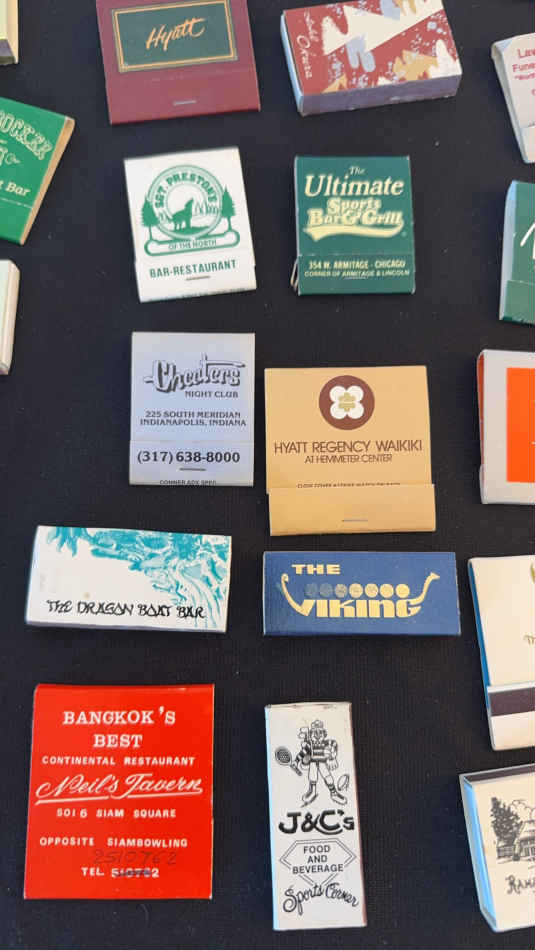 Hyatt
Okura
SGT. PRESTON'S
OF THE NORTH
BAR-RESTAURANT
The
Ultimate
Sports
Bar & Grill
354 W. ARMITAGE - CHICAGO
CORNER OF ARMITAGE & LINCOLN
Cheaters
NIGHT CLUB
225 SOUTH MERIDIAN
INDIANAPOLIS, INDIANA
(317) 638-8000
HYATT REGENCY WAIKIKI
AT HEMMETER CENTER
THE DRAGON BOAT BAR
THE
VIKING
BANGKOK'S
BEST
CONTINENTAL RESTAURANT
Neil's Tavern
SOI 6 SIAM SQUARE
OPPOSITE SIAMBOWLING
2510762
TEL.
J&C's
FOOD
AND
BEVERAGE
Sports Corner